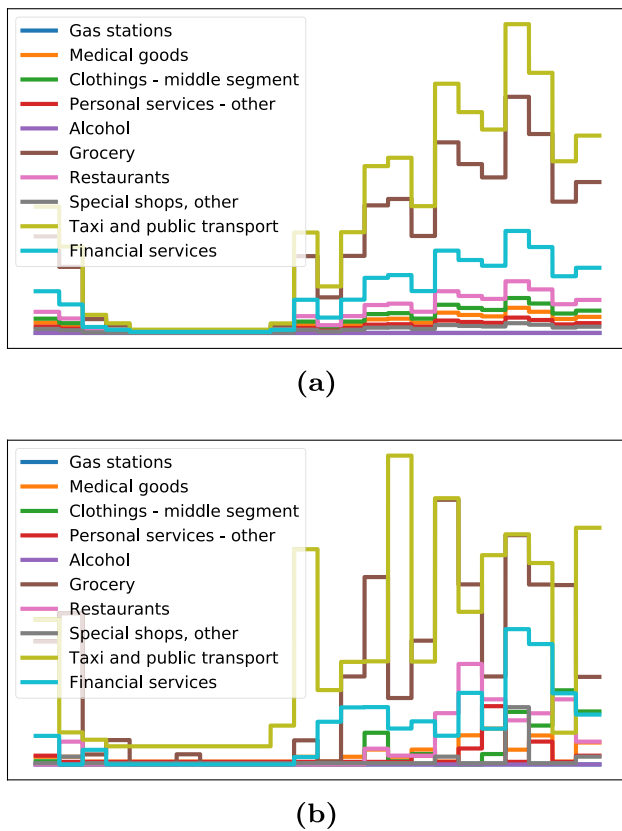 Gas stations
Medical goods
Clothings - middle segment
Personal services - other
Alcohol
Grocery
Restaurants
Special shops, other
Taxi and public transport
Financial services
(a)
Gas stations
Medical goods
Clothings - middle segment
Personal services - other
Alcohol
Grocery
Restaurants
Special shops, other
Taxi and public transport
Financial services
(b)